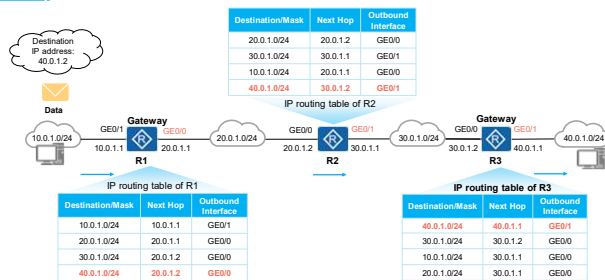 Destination/Mask Next Hop Outbound Interface
20.0.1.0/24 20.0.1.2 GE0/0
30.0.1.0/24 30.0.1.1 GE0/1
10.0.1.0/24 20.0.1.1 GE0/0
40.0.1.0/24 30.0.1.2 GE0/1
IP routing table of R2
Destination
IP address:
40.0.1.2
Data
Gateway
Gateway
10.0.1.0/24 GE0/1 GE0/0 20.0.1.0/24 GE0/0 GE0/1 30.0.1.0/24 GE0/0 GE0/1 40.0.1.0/24
10.0.1.1 20.0.1.1 20.0.1.2 30.0.1.1 30.0.1.2 40.0.1.1
R1 R2 R3
IP routing table of R1
Destination/Mask Next Hop Outbound Interface
10.0.1.0/24 10.0.1.1 GE0/1
20.0.1.0/24 20.0.1.1 GE0/0
30.0.1.0/24 20.0.1.2 GE0/0
40.0.1.0/24 20.0.1.2 GE0/0
IP routing table of R3
Destination/Mask Next Hop Outbound Interface
40.0.1.0/24 40.0.1.1 GE0/1
30.0.1.0/24 30.0.1.2 GE0/0
10.0.1.0/24 30.0.1.1 GE0/0
20.0.1.0/24 30.0.1.1 GE0/0